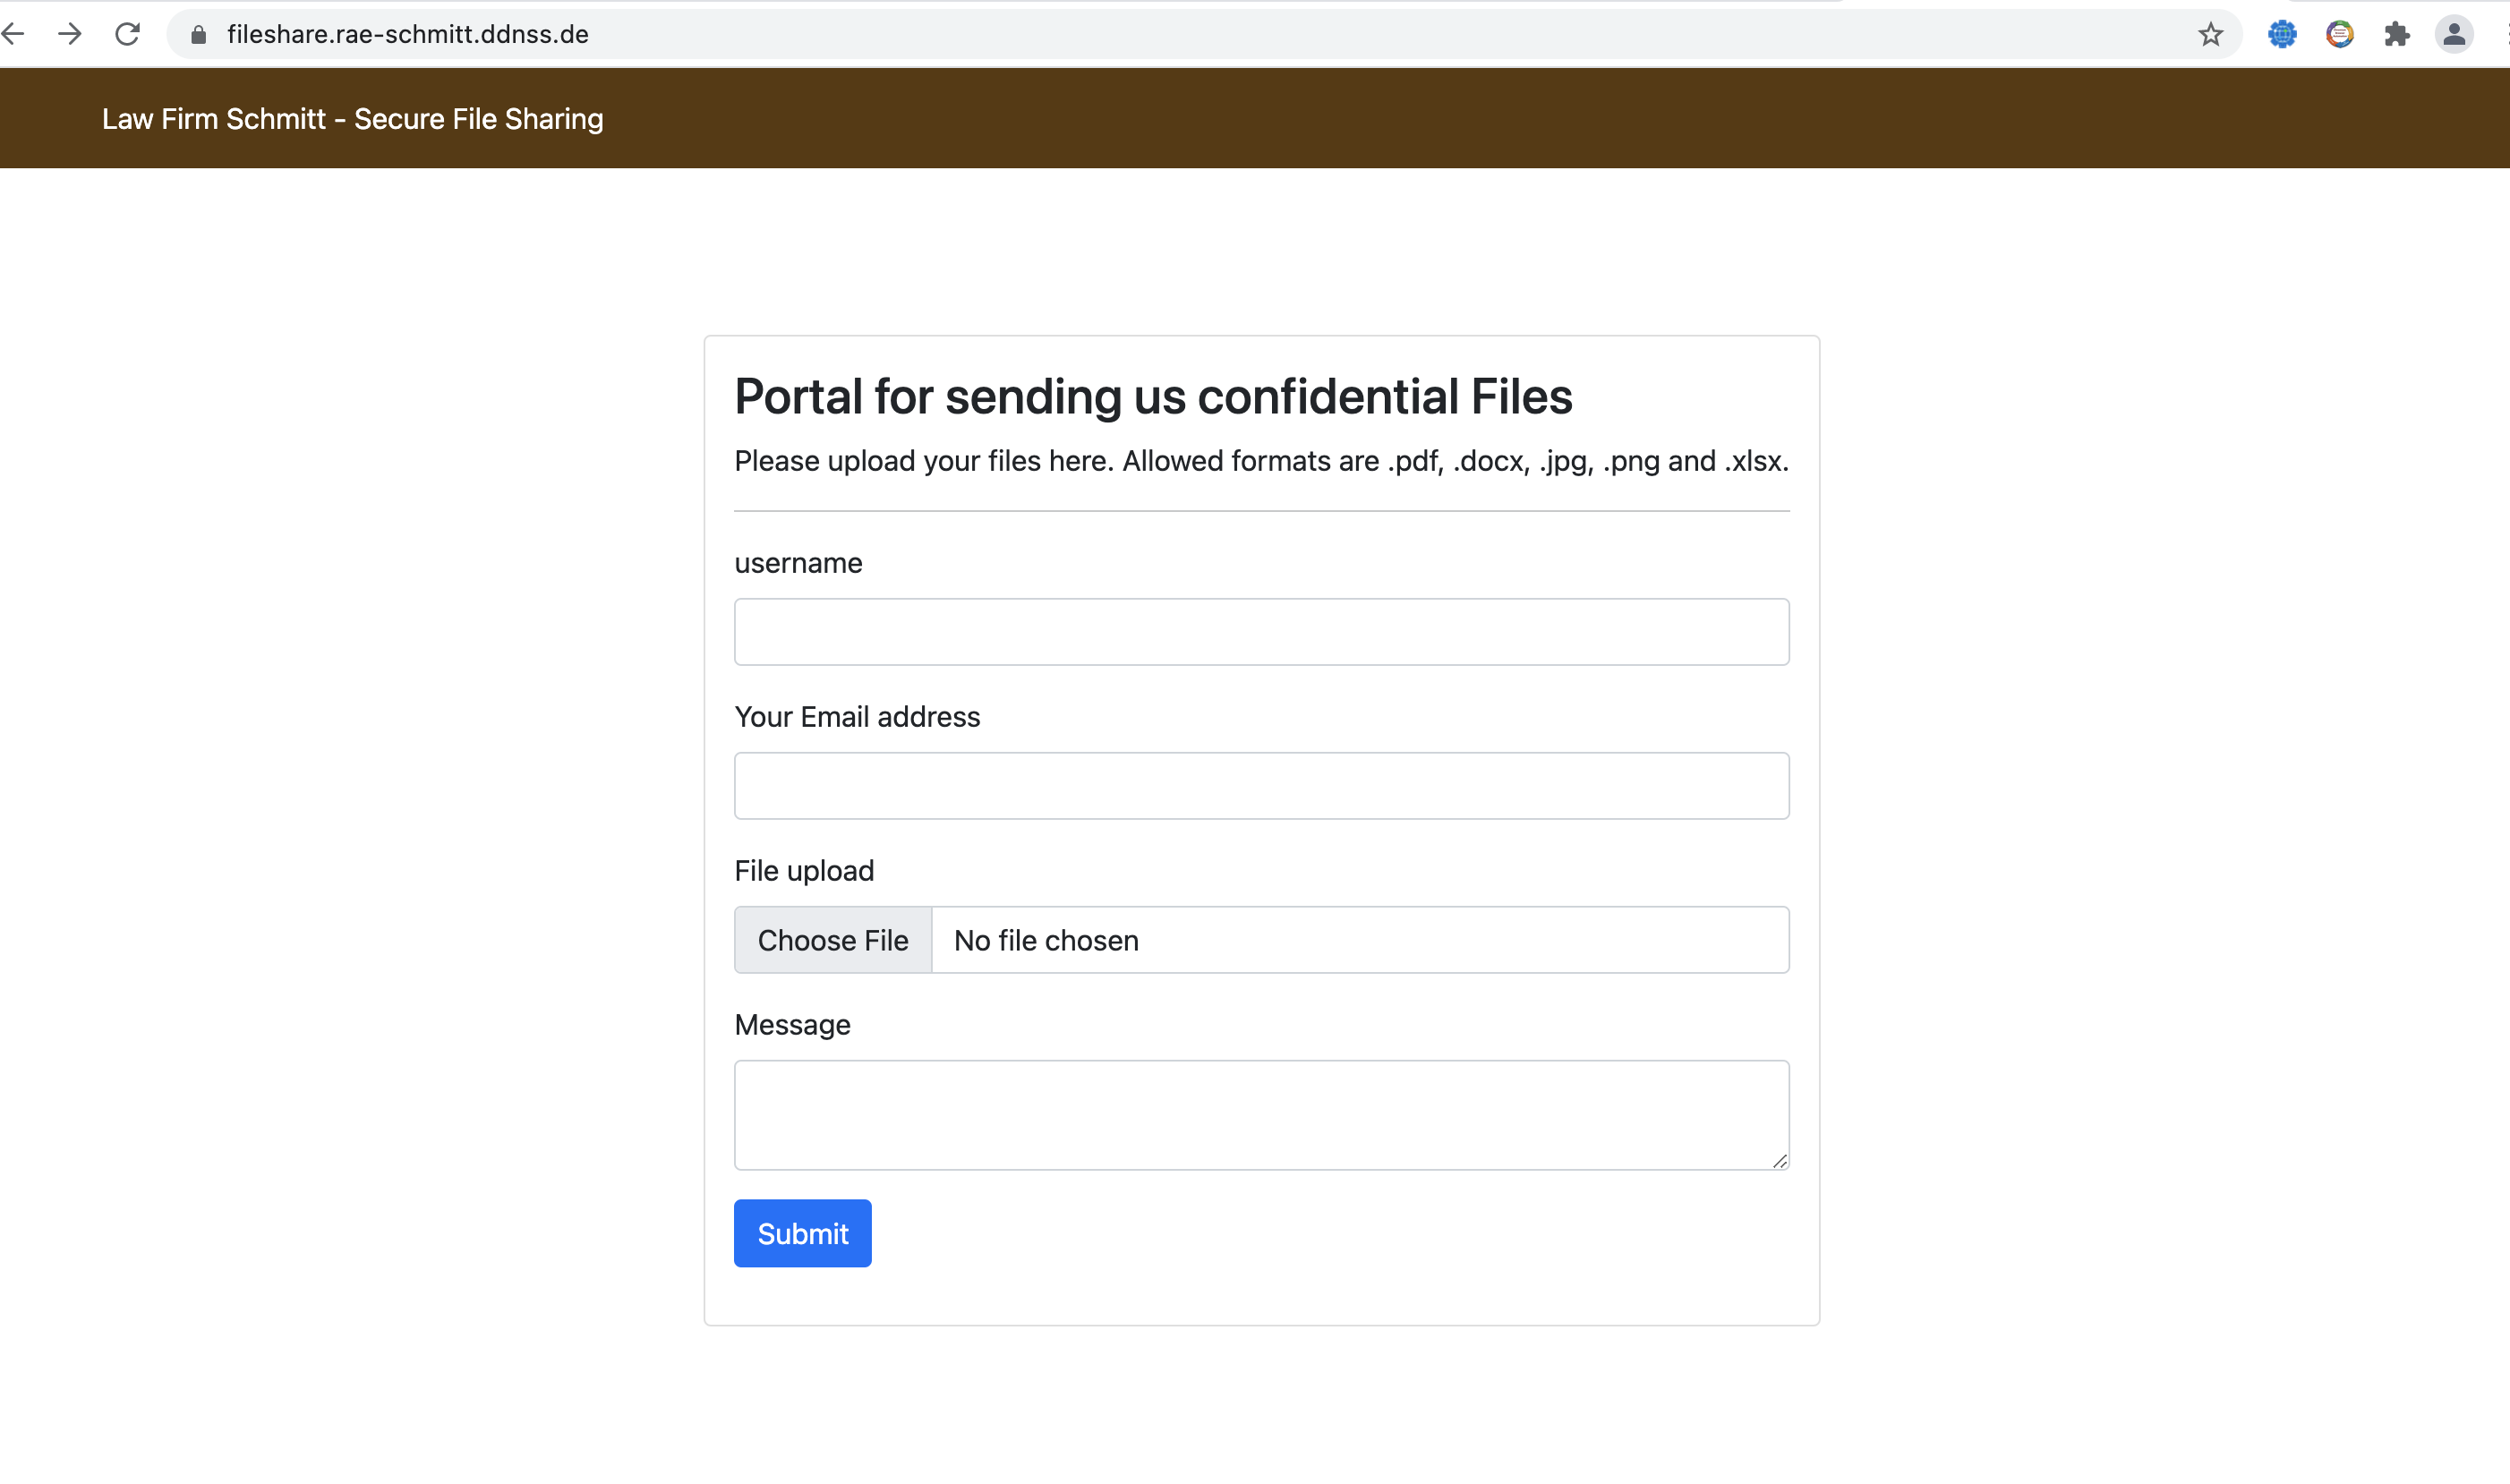 fileshare.rae-schmitt.ddnss.de
Law Firm Schmitt - Secure File Sharing
Portal for sending us confidential Files
Please upload your files here. Allowed formats are .pdf, .docx, .jpg, .png and .xlsx.
username
Your Email address
File upload
Choose File No file chosen
Message
Submit